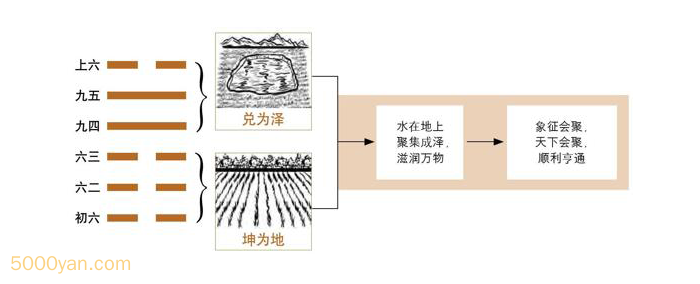 上六
九五
九四
六三
六二
初六
兑为泽
坤为地
水在地上
聚集成泽，
滋润万物
象征会聚，
天下会聚，
顺利亨通
5000yan.com